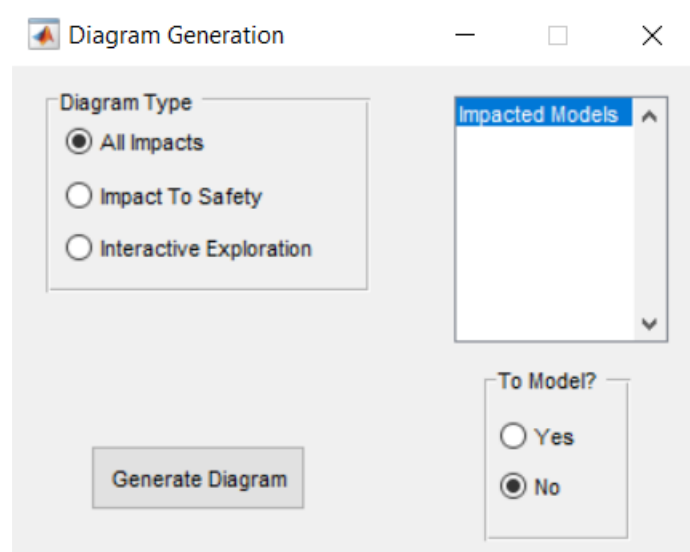 Diagram Generation
Diagram Type
All Impacts
Impact To Safety
Interactive Exploration
Impacted Models
To Model?
Yes
No
Generate Diagram